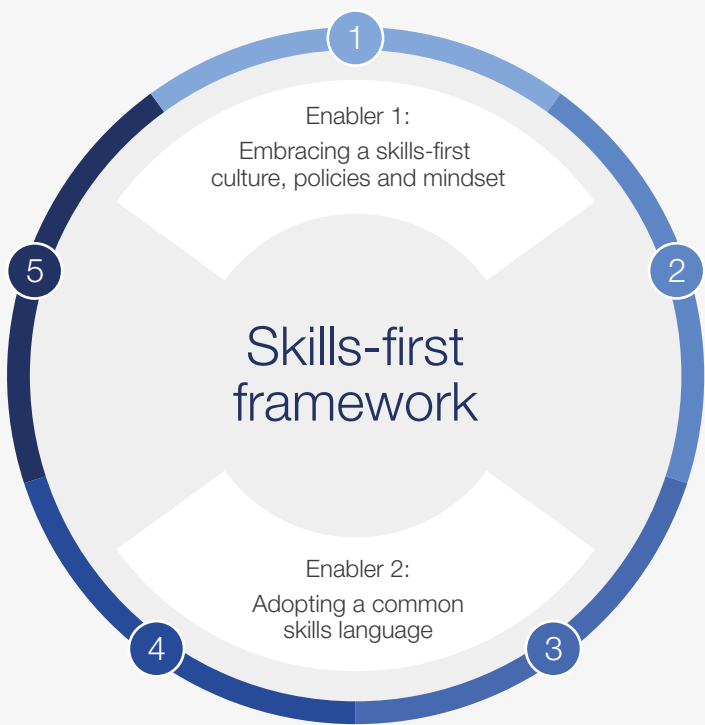 1
Enabler 1:
Embracing a skills-first
culture, policies and mindset
5
2
Skills-first
framework
Enabler 2:
Adopting a common
skills language
4
3